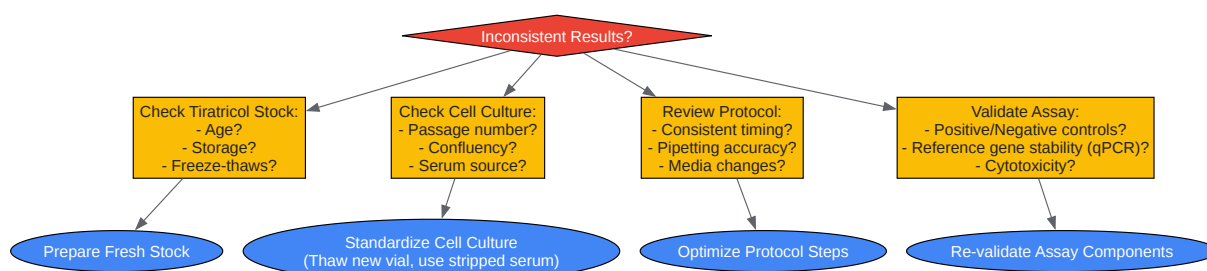 Inconsistent Results?
Check Tiratricol Stock:
- Age?
- Storage?
- Freeze-thaws?
Check Cell Culture:
- Passage number?
- Confluency?
- Serum source?
Review Protocol:
- Consistent timing?
- Pipetting accuracy?
- Media changes?
Validate Assay:
- Positive/Negative controls?
- Reference gene stability (qPCR)?
- Cytotoxicity?
Prepare Fresh Stock
Standardize Cell Culture
(Thaw new vial, use stripped serum)
Optimize Protocol Steps
Re-validate Assay Components